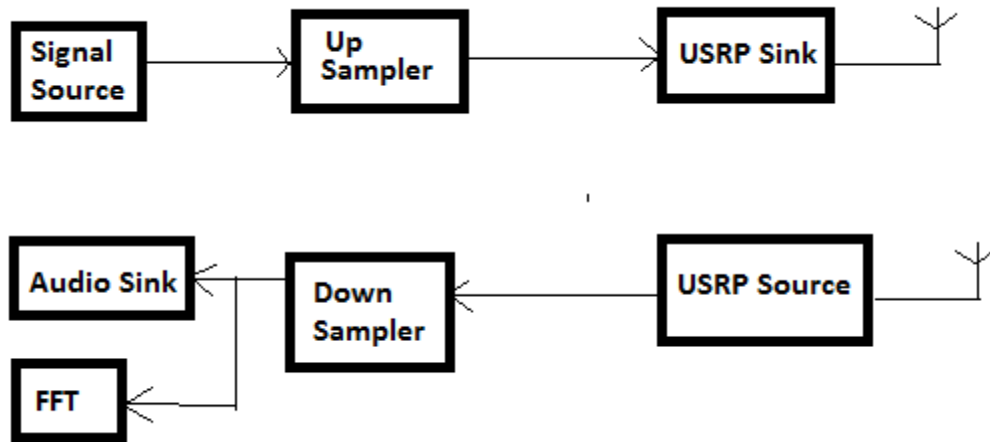 Signal
Source
Up
Sampler
USRP Sink
Audio Sink
Down
Sampler
USRP Source
FFT